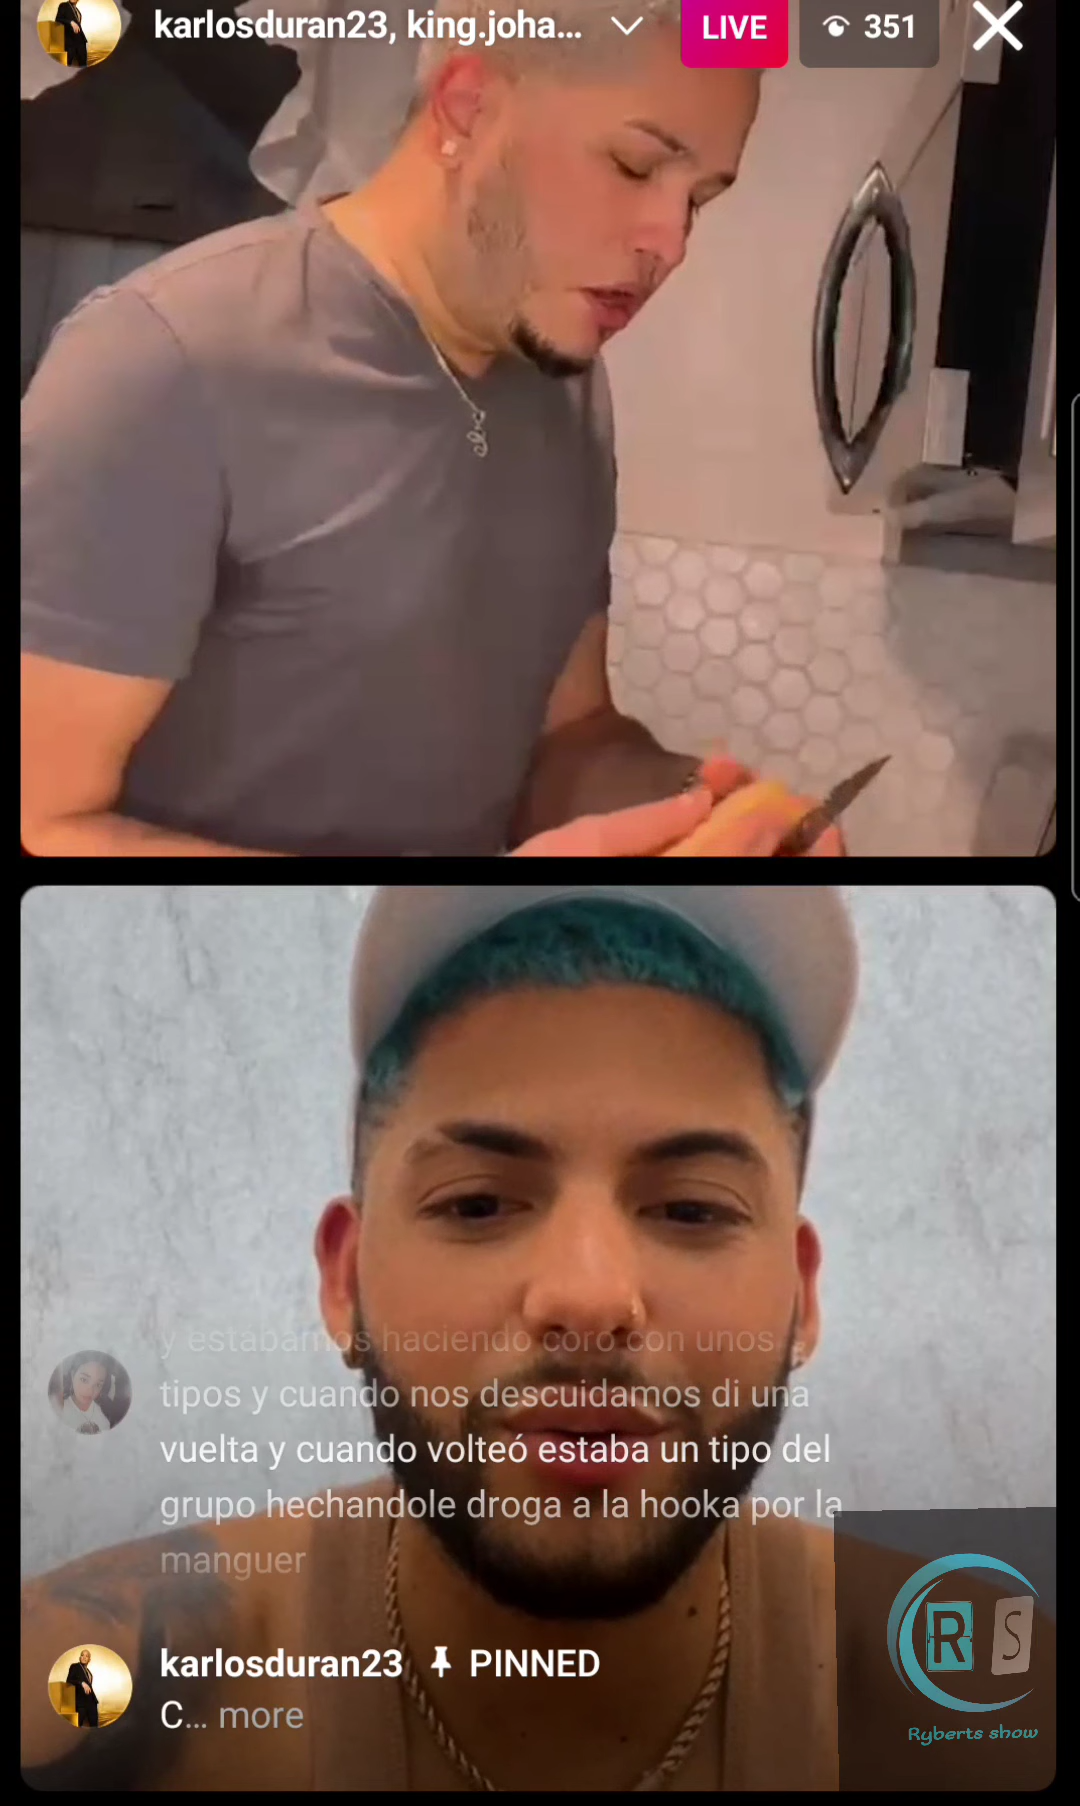 karlosduran23, king.joha...
LIVE
351
y estabamos haciendo coro con unos
tipos y cuando nos descuidamos di una
vuelta y cuando volteó estaba un tipo del
grupo hechandole droga a la hooka por la
manguer
karlosduran23 PINNED
C... more
R S
Ryberts show